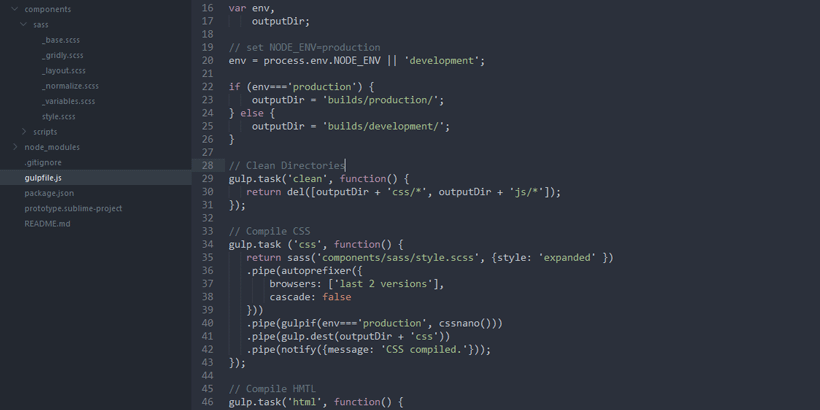 components
sass
_base.scss
_gridly.scss
_layout.scss
_normalize.scss
_variables.scss
style.scss
scripts
node_modules
.gitignore
gulpfile.js
package.json
prototype.sublime-project
README.md
16 var env,
17 outputDir;
18
19 // set NODE_ENV=production
20 env = process.env.NODE_ENV || 'development';
21
22 if (env==='production') {
23 outputDir = 'builds/production/';
24 } else {
25 outputDir = 'builds/development/';
26 }
27
28 // Clean Directories
29 gulp.task('clean', function() {
30 return del([outputDir + 'css/*', outputDir + 'js/*']);
31 });
32
33 // Compile CSS
34 gulp.task ('css', function() {
35 return sass('components/sass/style.scss', {style: 'expanded' })
36 .pipe(autoprefixer({
37 browsers: ['last 2 versions'],
38 cascade: false
39 }))
40 .pipe(gulpif(env==='production', cssnano()))
41 .pipe(gulp.dest(outputDir + 'css'))
42 .pipe(notify({message: 'CSS compiled.'}));
43 });
44
45 // Compile HMTL
46 gulp.task('html', function() {